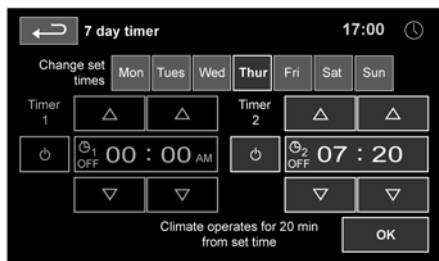 7 day timer 17:00
Change set times Mon Tues Wed Thur Fri Sat Sun
Timer 1 Timer 2
1 OFF 00 : 00 AM 2 OFF 07 : 20
Climate operates for 20 min
from set time
OK